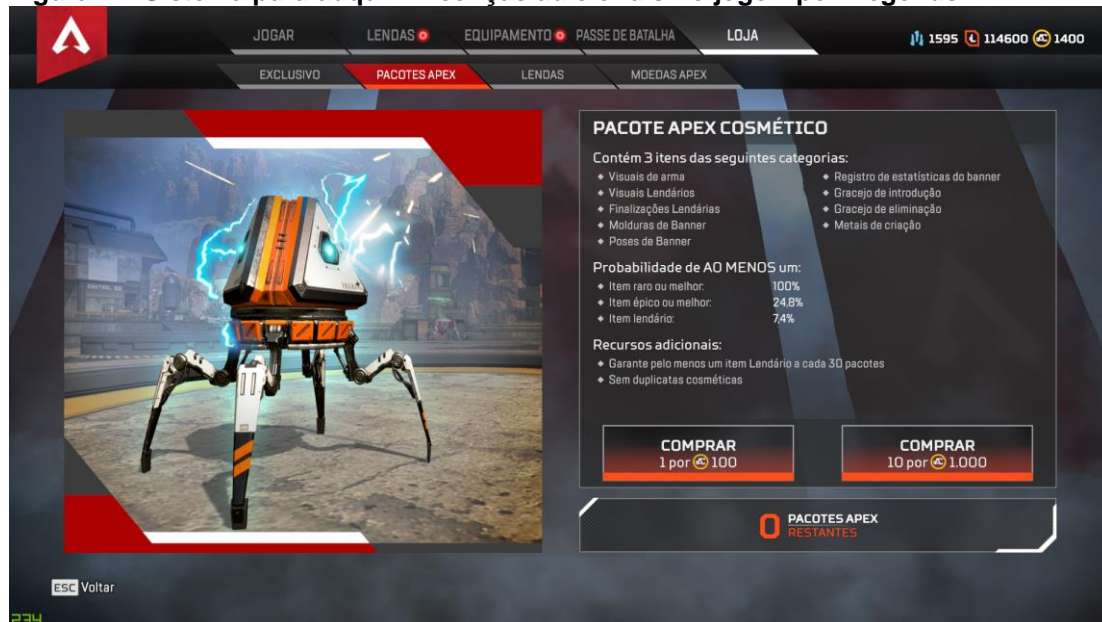 JOGAR LENDAS EQUIPAMENTO PASSE DE BATALHA LOJA 1595 114600 1400
EXCLUSIVO PACOTES APEX LENDAS MOEDAS APEX
PACOTE APEX COSMÉTICO
Contém 3 itens das seguintes categorias:
Visuais de arma
Visuais Lendários
Finalizações Lendárias
Molduras de Banner
Poses de Banner
Registro de estatísticas do banner
Gracejo de introdução
Gracejo de eliminação
Metais de criação
Probabilidade de AO MENOS um:
Item raro ou melhor: 100%
Item épico ou melhor: 24,8%
Item lendário: 7,4%
Recursos adicionais:
Garante pelo menos um item Lendário a cada 30 pacotes
Sem duplicatas cosméticas
COMPRAR
1 por 100
COMPRAR
10 por 1.000
0 PACOTES APEX
RESTANTES
ESC Voltar
234